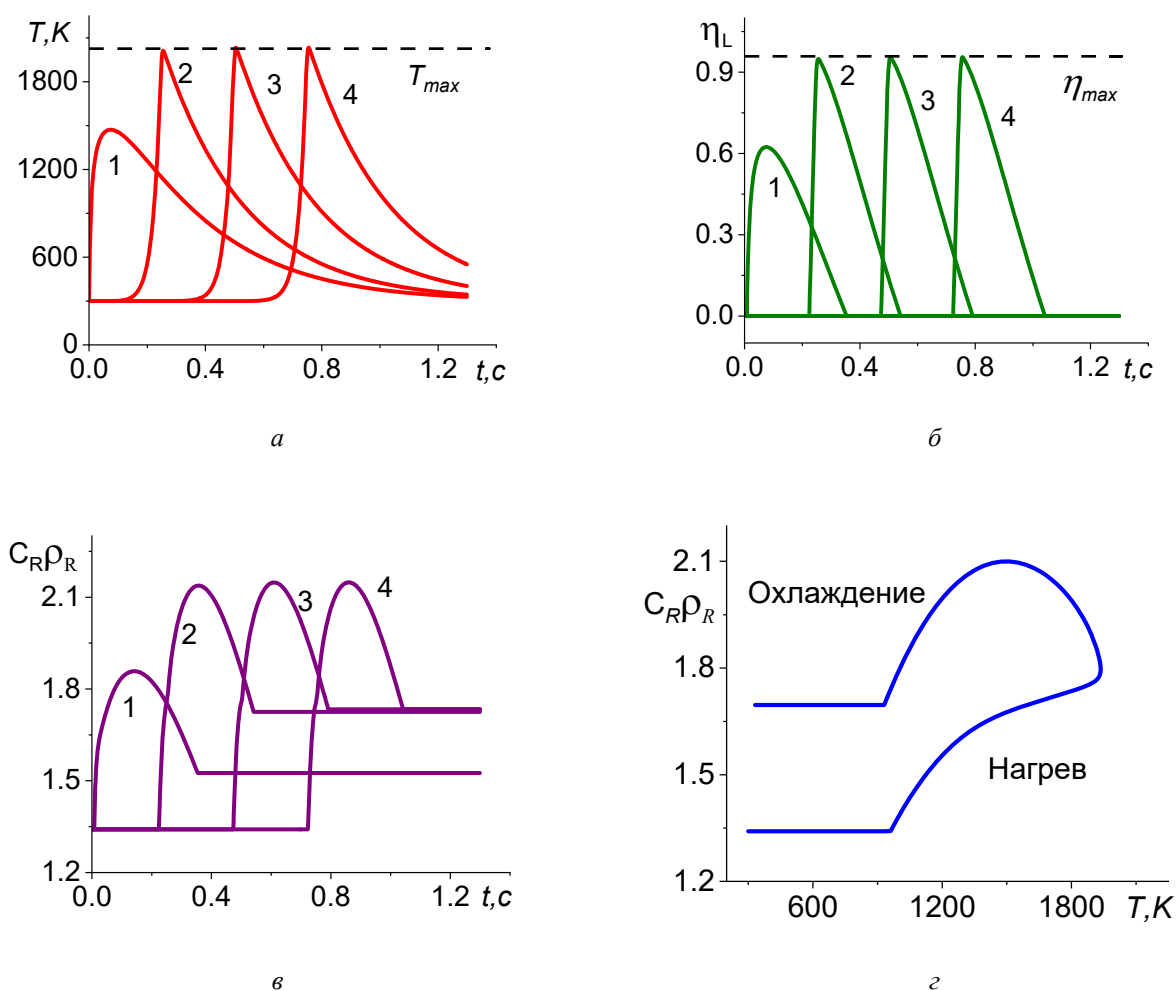 T,K
1800
1200
600
0
0.0 0.4 0.8 1.2 t,c
1 2 3 4
T_max
а
η_L
0.9
0.6
0.3
0.0
0.0 0.4 0.8 1.2 t,c
1 2 3 4
η_max
б
C_Rρ_R
2.1
1.8
1.5
1.2
0.0 0.4 0.8 1.2 t,c
1 2 3 4
в
C_Rρ_R
2.1
1.8
1.5
1.2
600 1200 1800 T,K
Охлаждение
Нагрев
г